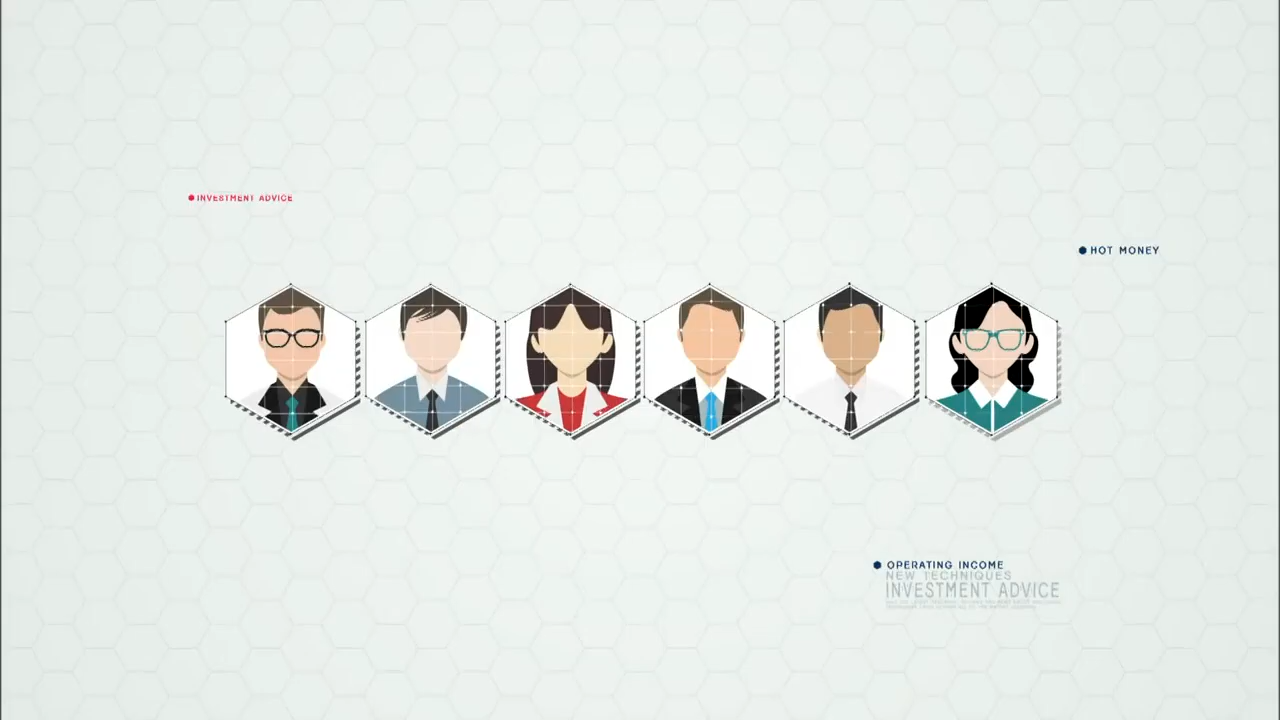 INVESTMENT ADVICE
HOT MONEY
OPERATING INCOME
NEW TECHNIQUES
INVESTMENT ADVICE